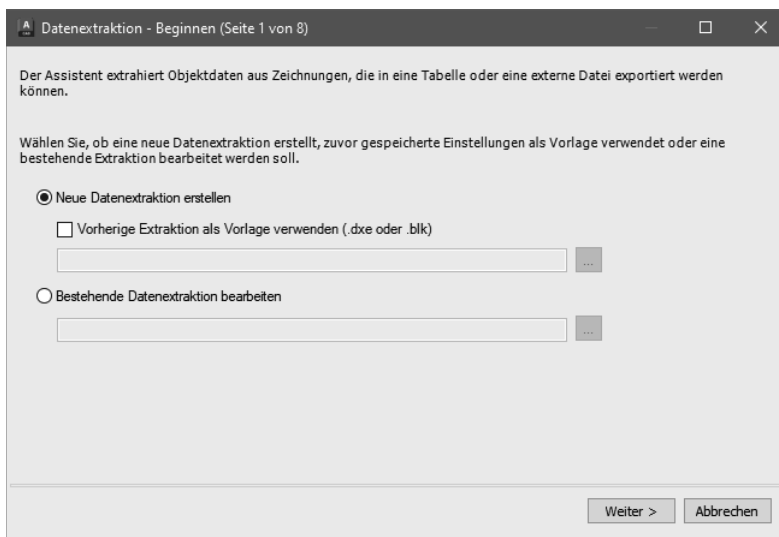 Datenextraktion - Beginnen (Seite 1 von 8)
Der Assistent extrahiert Objektdaten aus Zeichnungen, die in eine Tabelle oder eine externe Datei exportiert werden
können.
Wählen Sie, ob eine neue Datenextraktion erstellt, zuvor gespeicherte Einstellungen als Vorlage verwendet oder eine
bestehende Extraktion bearbeitet werden soll.
Neue Datenextraktion erstellen
Vorherige Extraktion als Vorlage verwenden (.dxe oder .blk)
...
Bestehende Datenextraktion bearbeiten
...
Weiter > Abbrechen